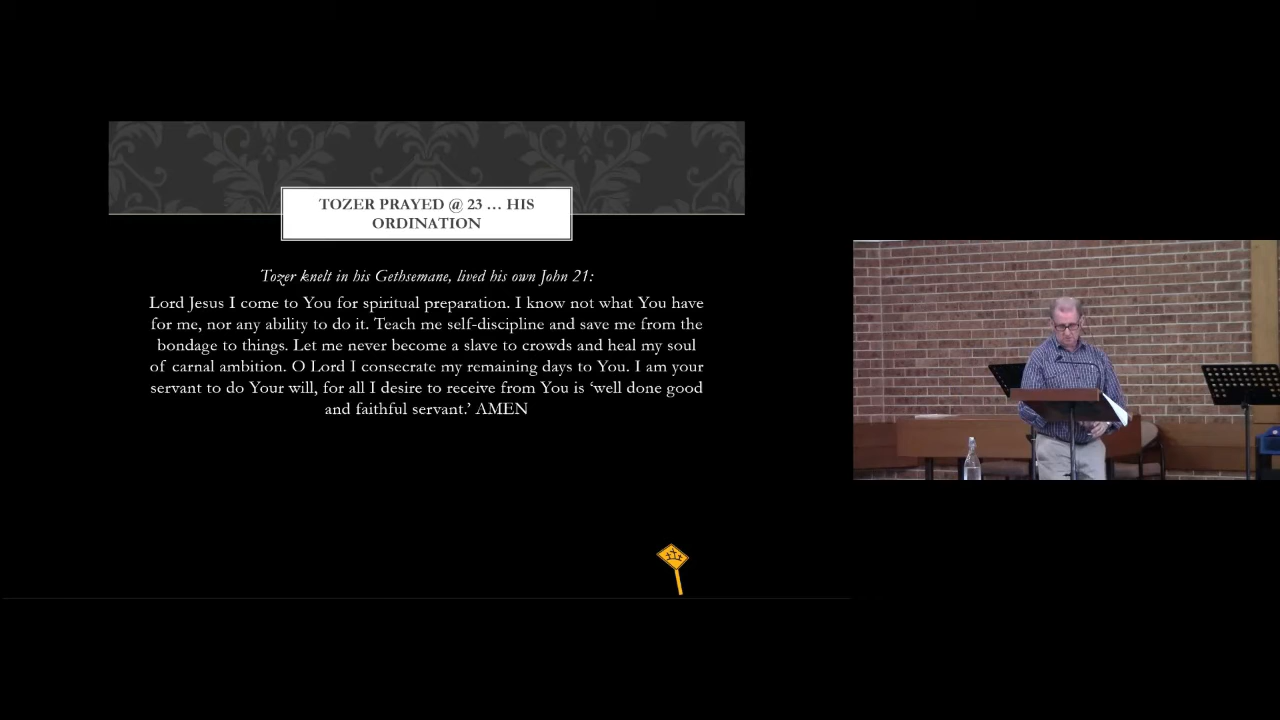 TOZER PRAYED @ 23 … HIS
ORDINATION
Tozer knelt in his Gethsemane, lived his own John 21:
Lord Jesus I come to You for spiritual preparation. I know not what You have
for me, nor any ability to do it. Teach me self-discipline and save me from the
bondage to things. Let me never become a slave to crowds and heal my soul
of carnal ambition. O Lord I consecrate my remaining days to You. I am your
servant to do Your will, for all I desire to receive from You is ‘well done good
and faithful servant.’ AMEN